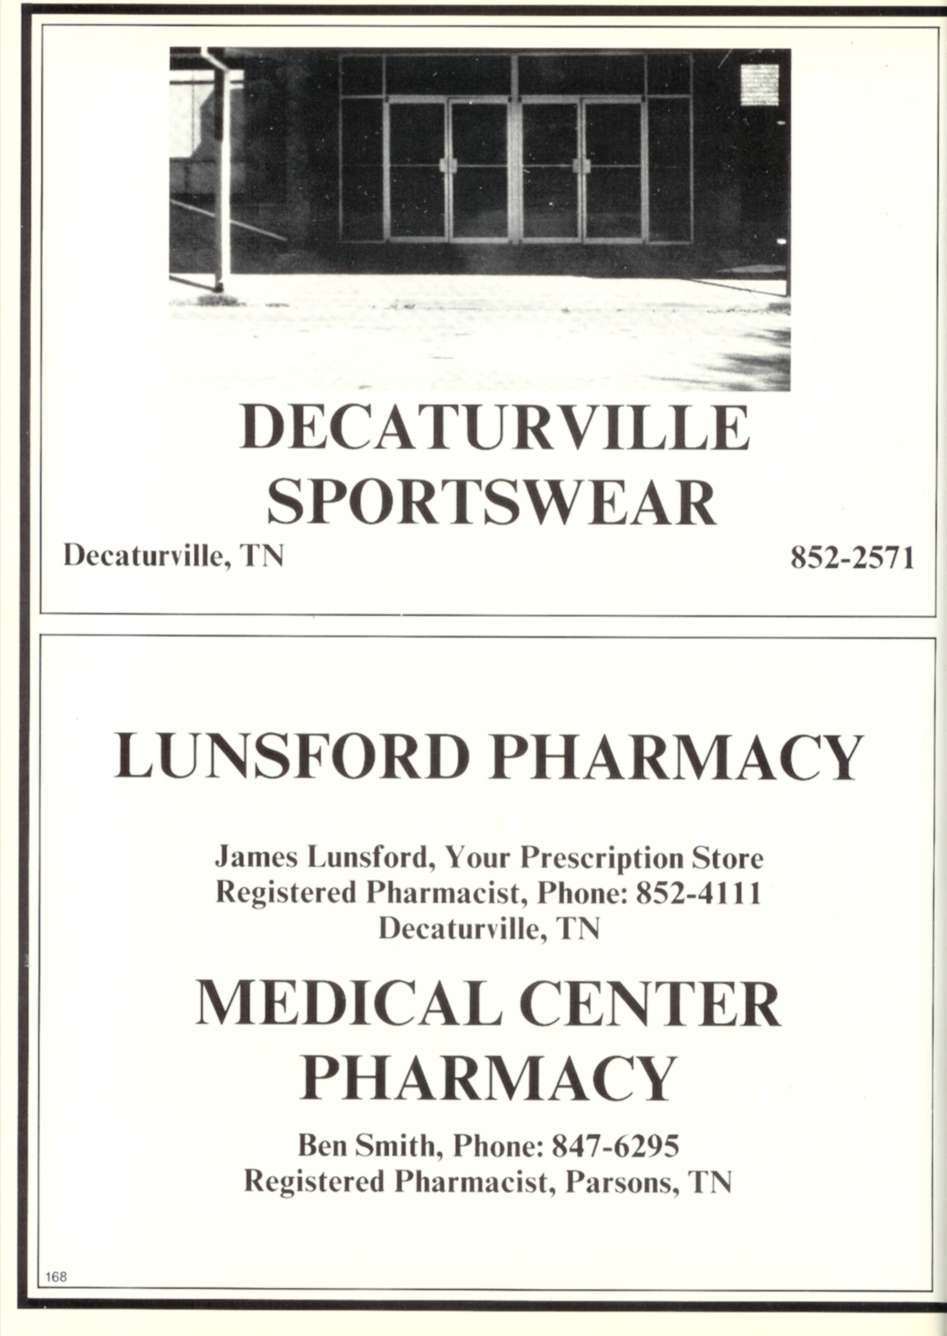 DECATURVILLE
SPORTSWEAR
Decaturville, TN 852-2571
LUNSFORD PHARMACY
James Lunsford, Your Prescription Store
Registered Pharmacist, Phone: 852-4111
Decaturville, TN
MEDICAL CENTER
PHARMACY
Ben Smith, Phone: 847-6295
Registered Pharmacist, Parsons, TN
168